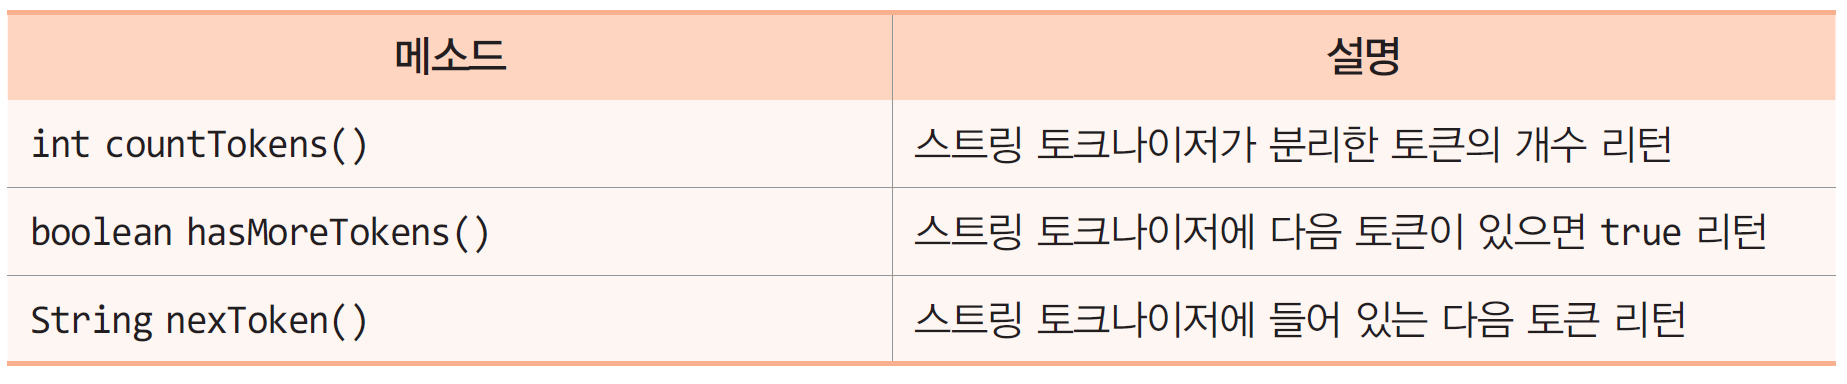 메소드 설명
int countTokens() 스트링 토크나이저가 분리한 토큰의 개수 리턴
boolean hasMoreTokens() 스트링 토크나이저에 다음 토큰이 있으면 true 리턴
String nexToken() 스트링 토크나이저에 들어 있는 다음 토큰 리턴